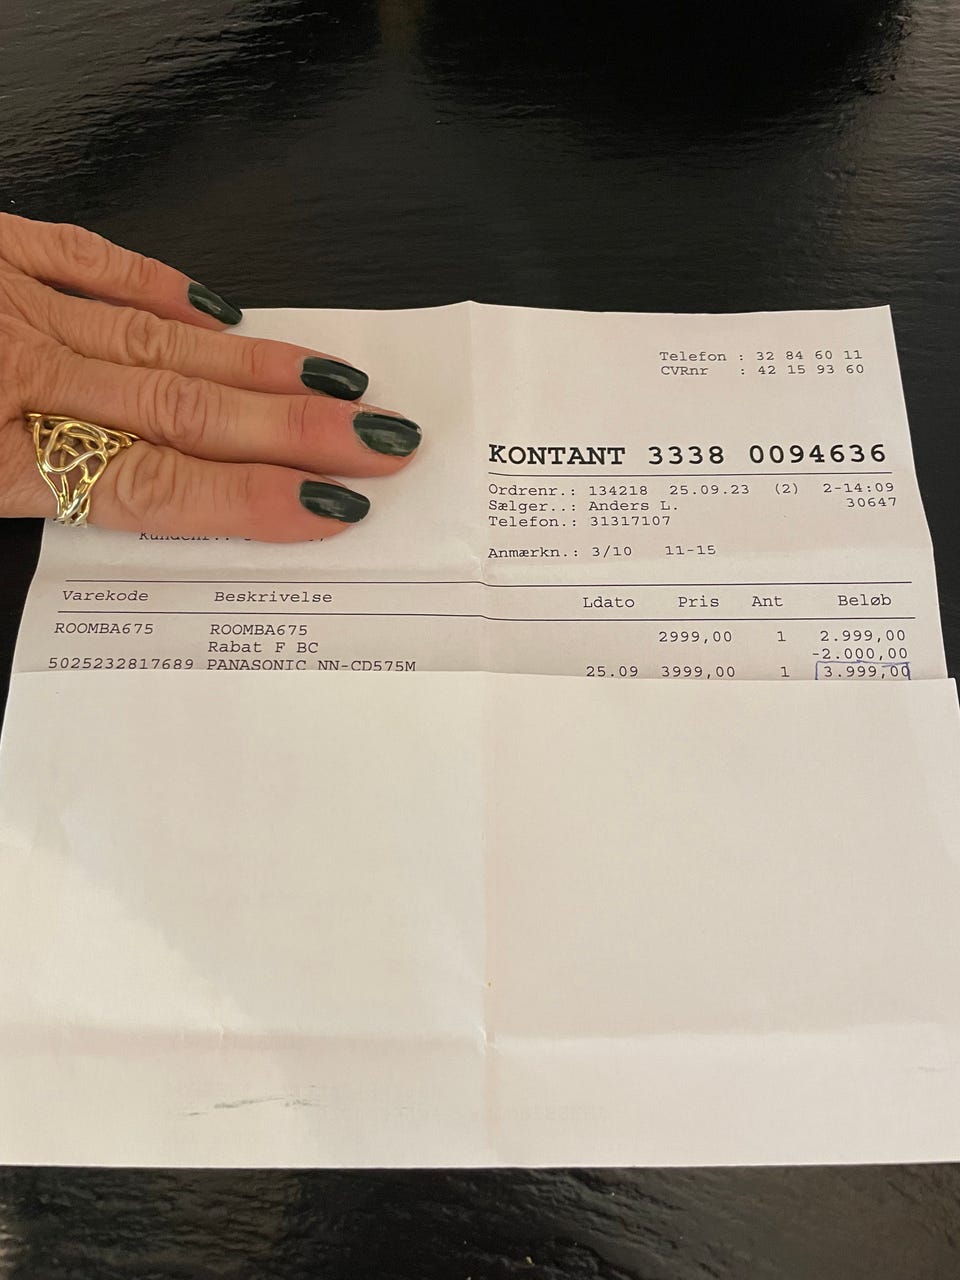 Telefon : 32 84 60 11
CVRnr : 42 15 93 60
KONTANT 3338 0094636
Ordrenr.: 134218 25.09.23 (2) 2-14:09
Sælger..: Anders L. 30647
Telefon.: 31317107
Kundenr.:
Anmærkn.: 3/10 11-15
Varekode Beskrivelse Ldato Pris Ant Beløb
ROOMBA675 ROOMBA675 2999,00 1 2.999,00
Rabat F BC -2.000,00
5025232817689 PANASONIC NN-CD575M 25.09 3999,00 1 3.999,00